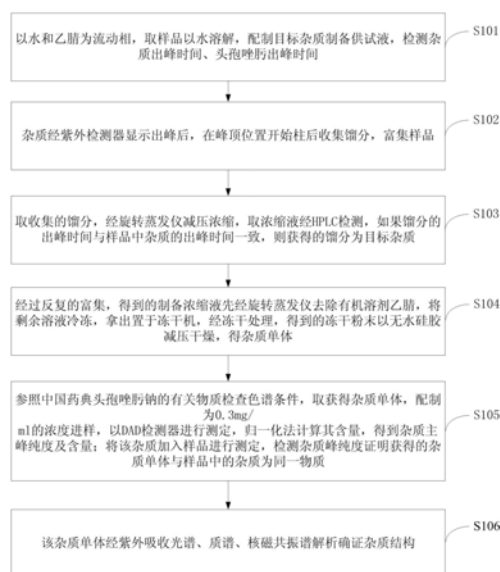 以水和乙腈为流动相，取样品以水溶解，配制目标杂质制备供试液，检测杂
质出峰时间、头孢唑肟出峰时间
S101
杂质经紫外检测器显示出峰后，在峰顶位置开始柱后收集馏分，富集样品
S102
取收集的馏分，经旋转蒸发仪减压浓缩，取浓缩液经HPLC检测，如果馏分的
出峰时间与样品中杂质的出峰时间一致，则获得的馏分为目标杂质
S103
经过反复的富集，得到的制备浓缩液先经旋转蒸发仪去除有机溶剂乙腈，将
剩余溶液冷冻，拿出置于冻干机，经冻干处理，得到的冻干粉末以无水硅胶
减压干燥，得杂质单体
S104
参照中国药典头孢唑肟钠的有关物质检查色谱条件，取获得杂质单体，配制
为0.3mg/
ml的浓度进样，以DAD检测器进行测定，归一化法计算其含量，得到杂质主
峰纯度及含量；将该杂质加入样品进行测定，检测杂质峰纯度证明获得的杂
质单体与样品中的杂质为同一物质
S105
该杂质单体经紫外吸收光谱、质谱、核磁共振谱解析确证杂质结构
S106